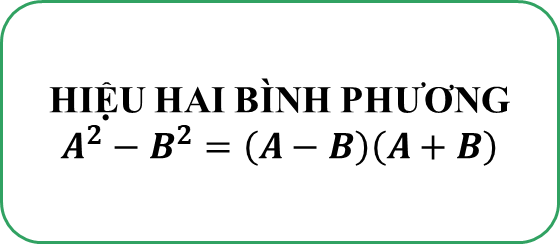 HIỆU HAI BÌNH PHƯƠNG
A² − B² = (A − B)(A + B)